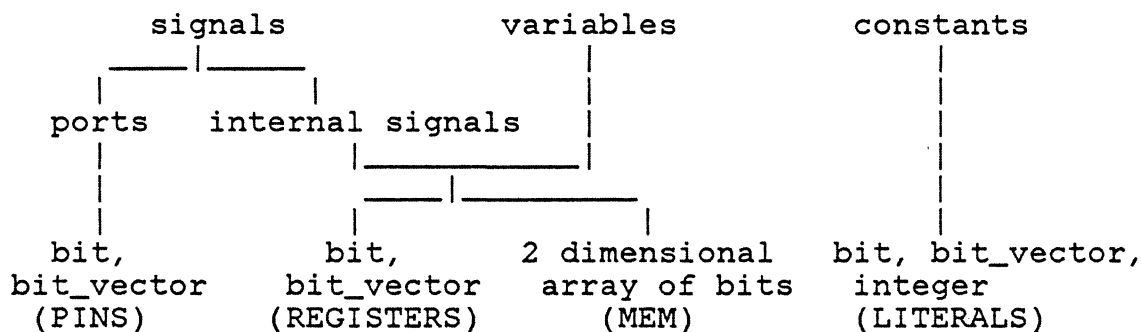 signals variables constants
ports internal signals
bit, bit, 2 dimensional bit, bit_vector,
bit_vector bit_vector array of bits integer
(PINS) (REGISTERS) (MEM) (LITERALS)